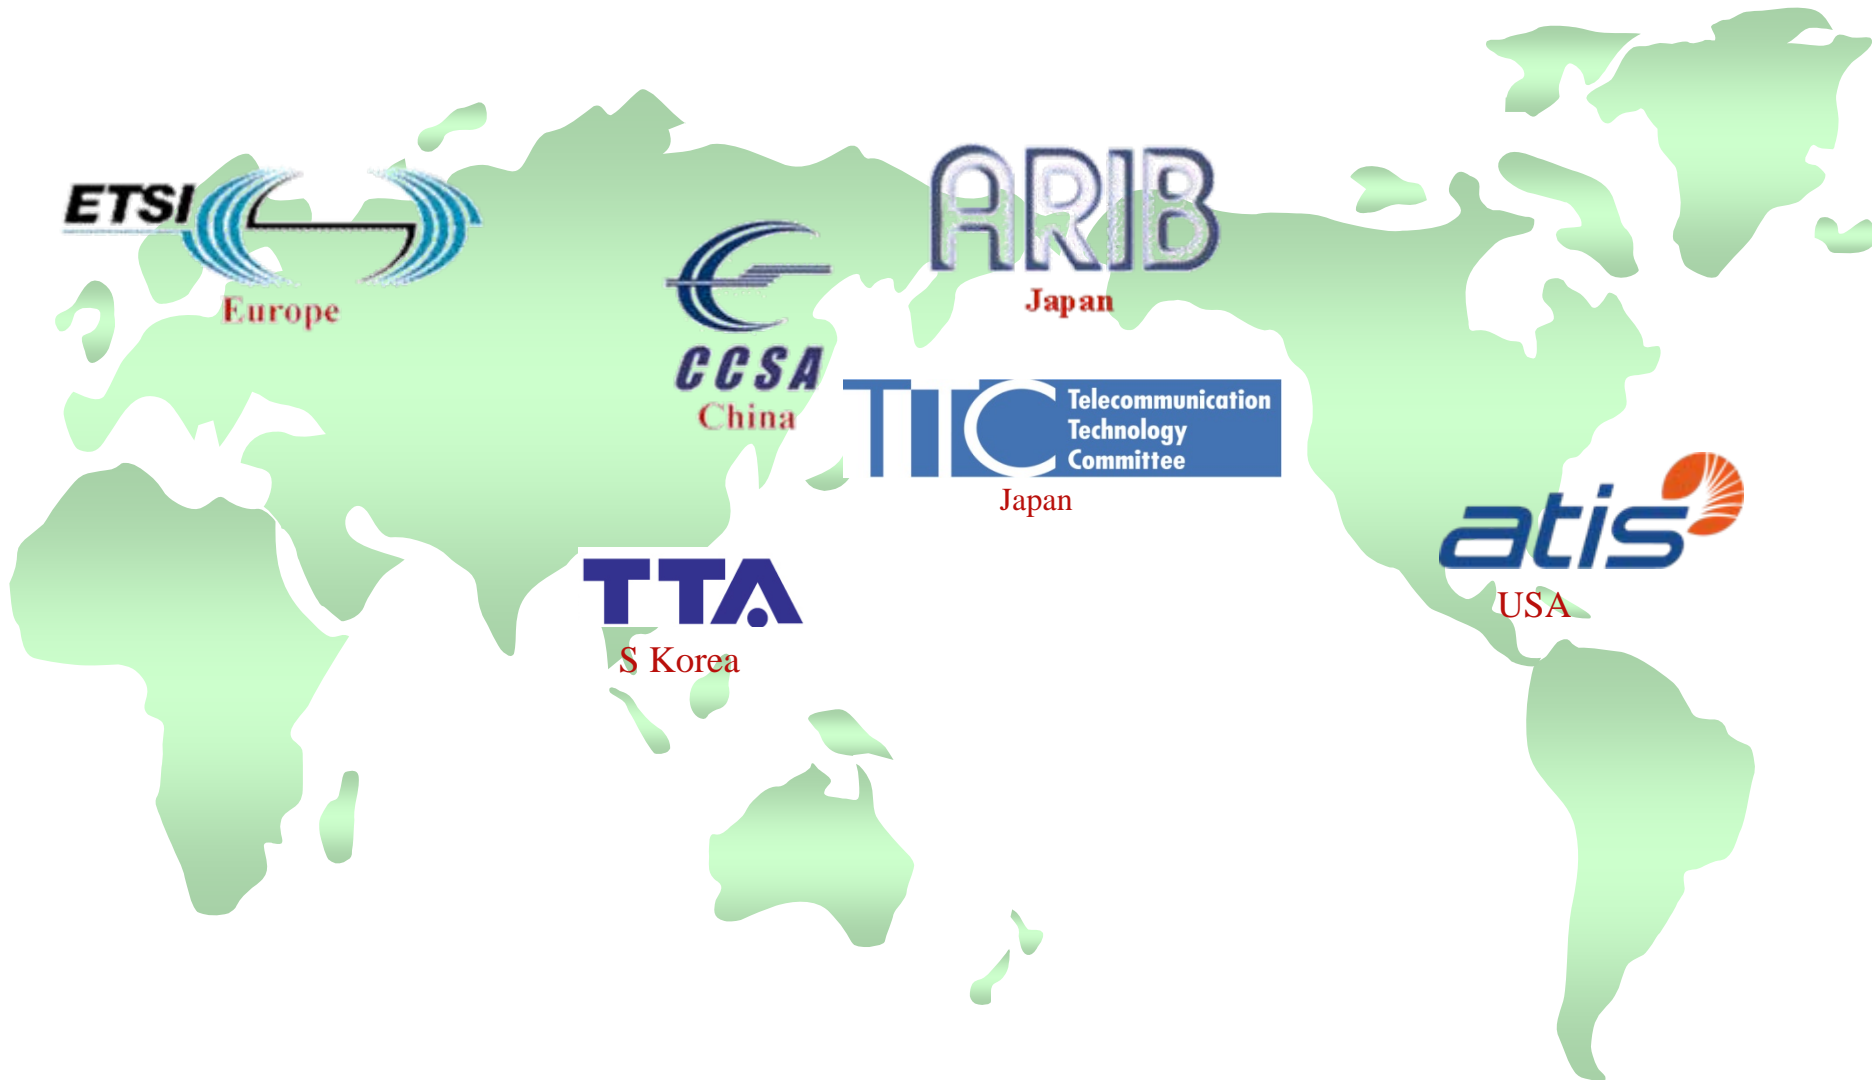 ETSI
Europe
CCSA
China
ARIB
Japan
TTC
Telecommunication
Technology
Committee
Japan
TTA
S Korea
atis
USA